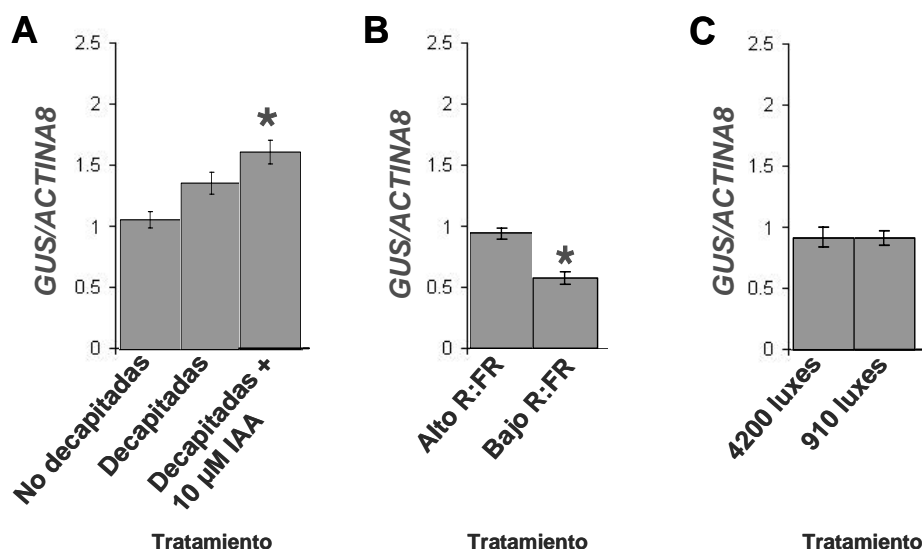 A
GUS/ACTINA8
2.5
2
1.5
1
0.5
0
*
No decapitadas
Decapitadas
Decapitadas +
10 µM IAA
Tratamiento
B
GUS/ACTINA8
2.5
2
1.5
1
0.5
0
*
Alto R:FR
Bajo R:FR
Tratamiento
C
GUS/ACTINA8
2.5
2
1.5
1
0.5
0
4200 luxes
910 luxes
Tratamiento